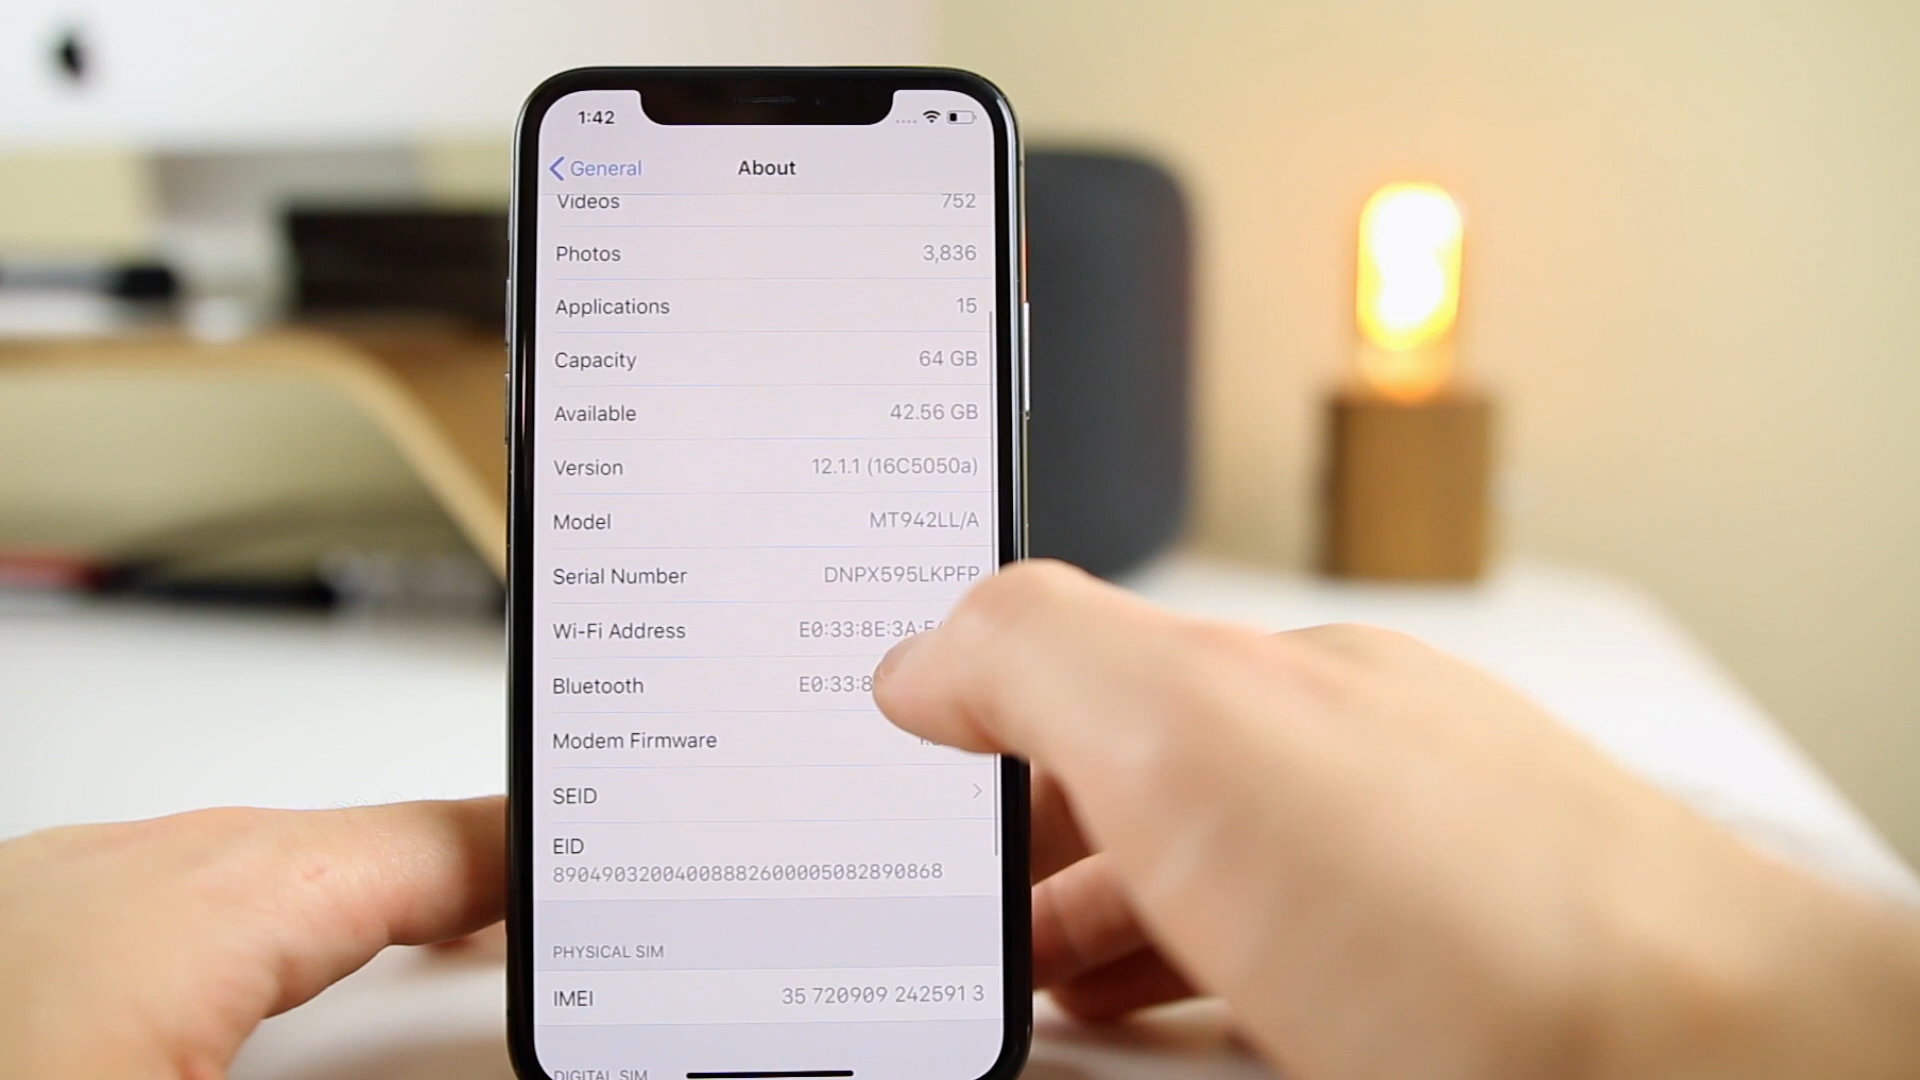 1:42
General About
Videos 752
Photos 3,836
Applications 15
Capacity 64 GB
Available 42.56 GB
Version 12.1.1 (16C5050a)
Model MT942LL/A
Serial Number DNPX595LKPFP
Wi-Fi Address E0:33:8E:3A:
Bluetooth E0:33:8
Modem Firmware
SEID
EID
89049032004008882600005082890868
PHYSICAL SIM
IMEI 35 720909 242591 3
DIGITAL SIM